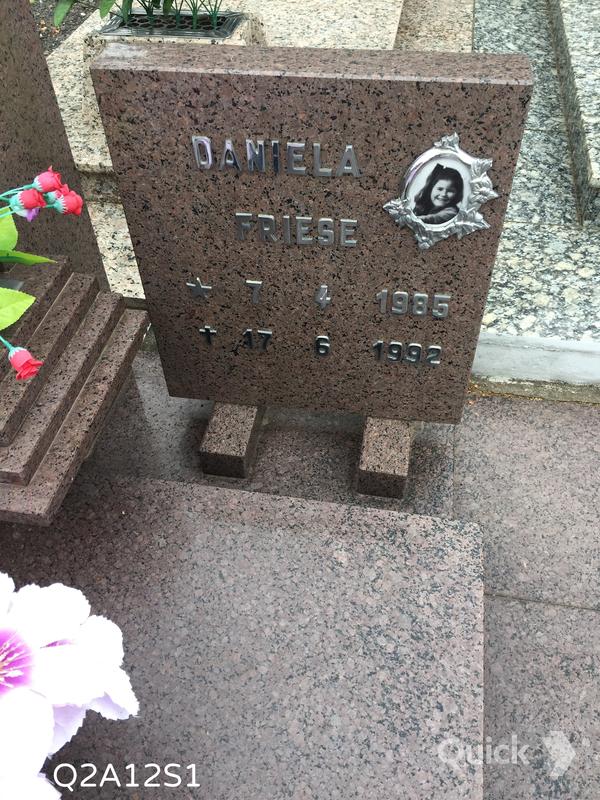 DANIELA
FRIESE
★ 7 4 1985
✝ 17 6 1992
Quick
Q2A12S1